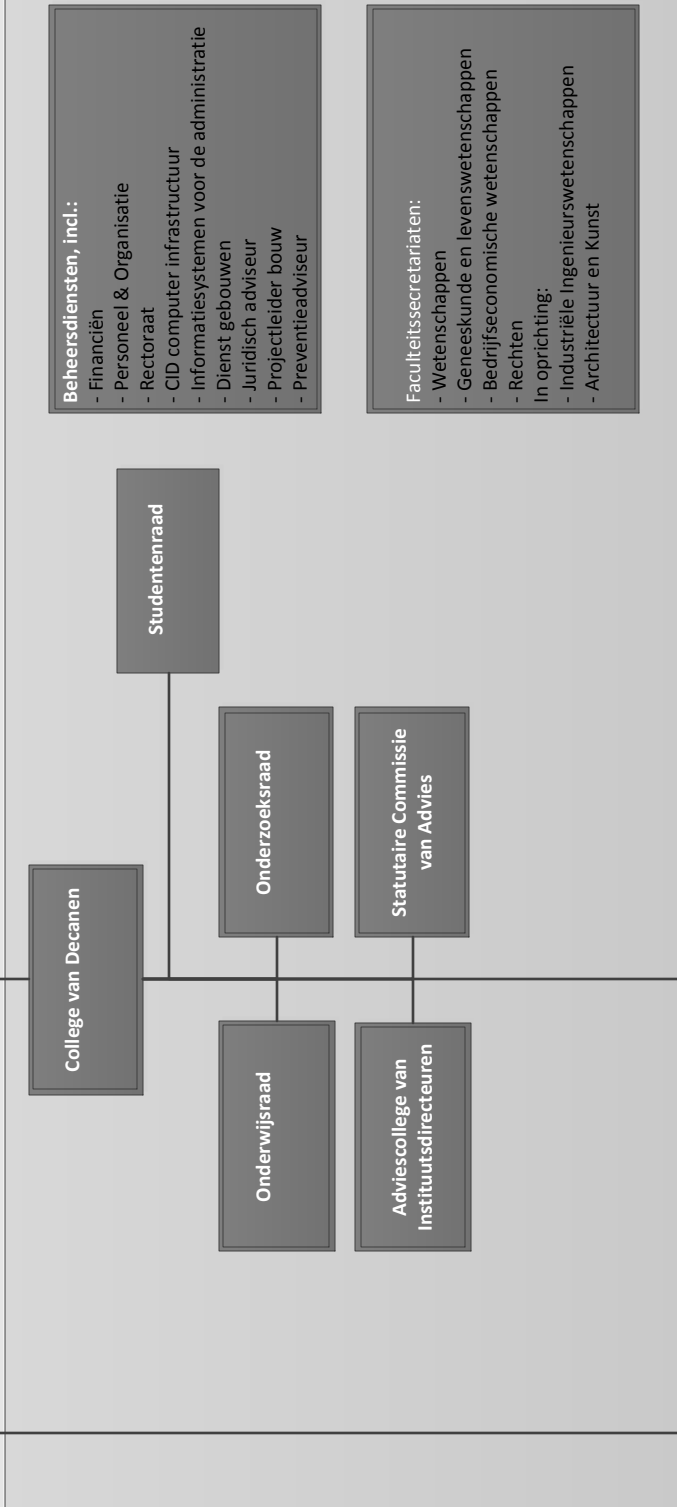 College van Decanen
Studentenraad
Onderwijsraad
Onderzoeksraad
Adviescollege van
Instituutsdirecteuren
Statutaire Commissie
van Advies
Beheersdiensten, incl.:
- Financiën
- Personeel & Organisatie
- Rectoraat
- CID computer infrastructuur
- Informatiesystemen voor de administratie
- Dienst gebouwen
- Juridisch adviseur
- Projectleider bouw
- Preventieadviseur
Faculteitssecretariaten:
- Wetenschappen
- Geneeskunde en levenswetenschappen
- Bedrijfseconomische wetenschappen
- Rechten
In oprichting:
- Industriële Ingenieurswetenschappen
- Architectuur en Kunst